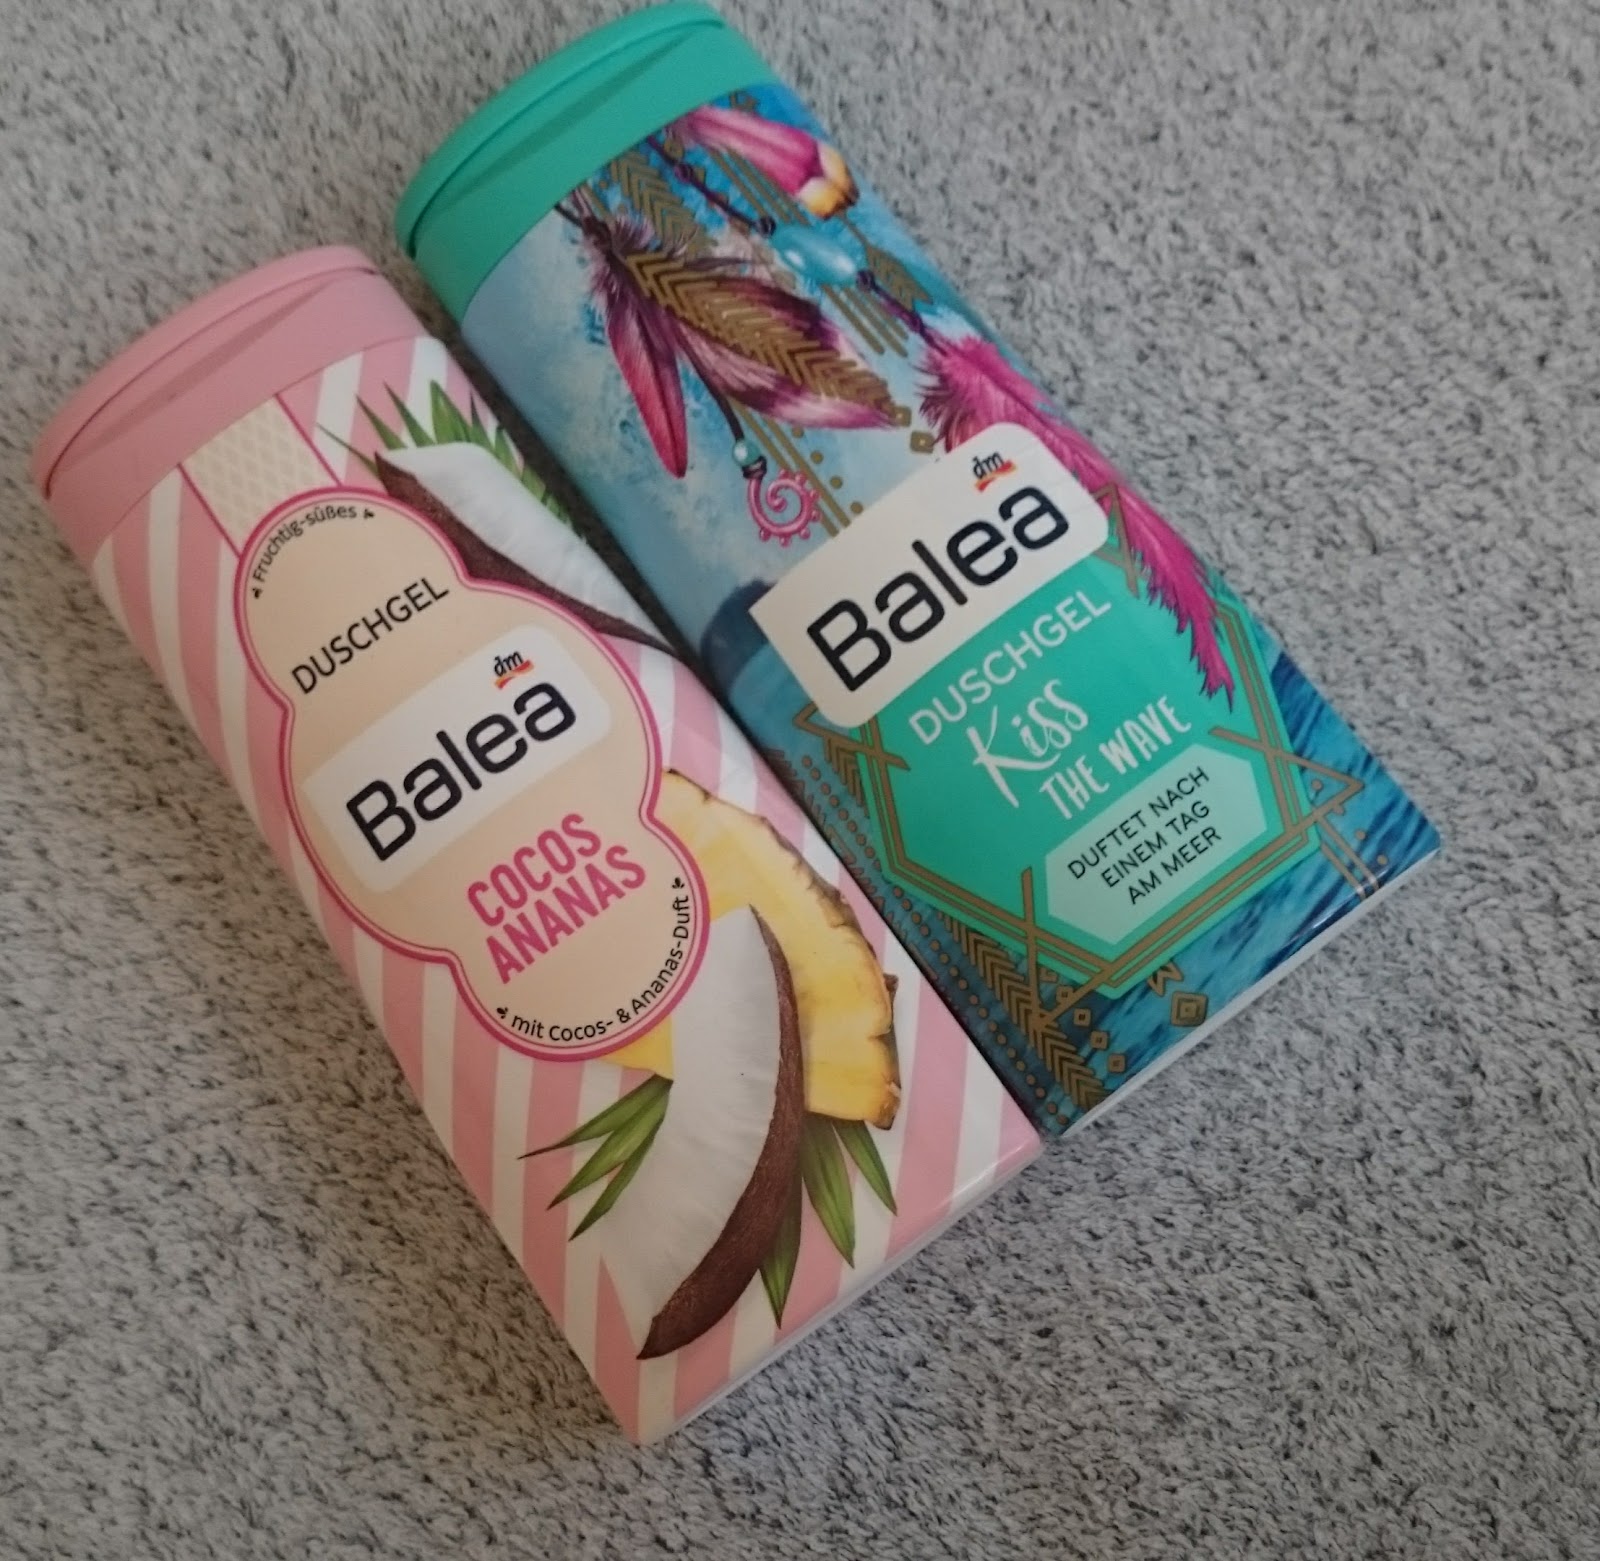 Fruchtig-süßes
DUSCHGEL
dm
Balea
COCOS
ANANAS
mit Cocos- & Ananas-Duft
dm
Balea
DUSCHGEL
Kiss
THE WAVE
DUFTET NACH
EINEM TAG
AM MEER